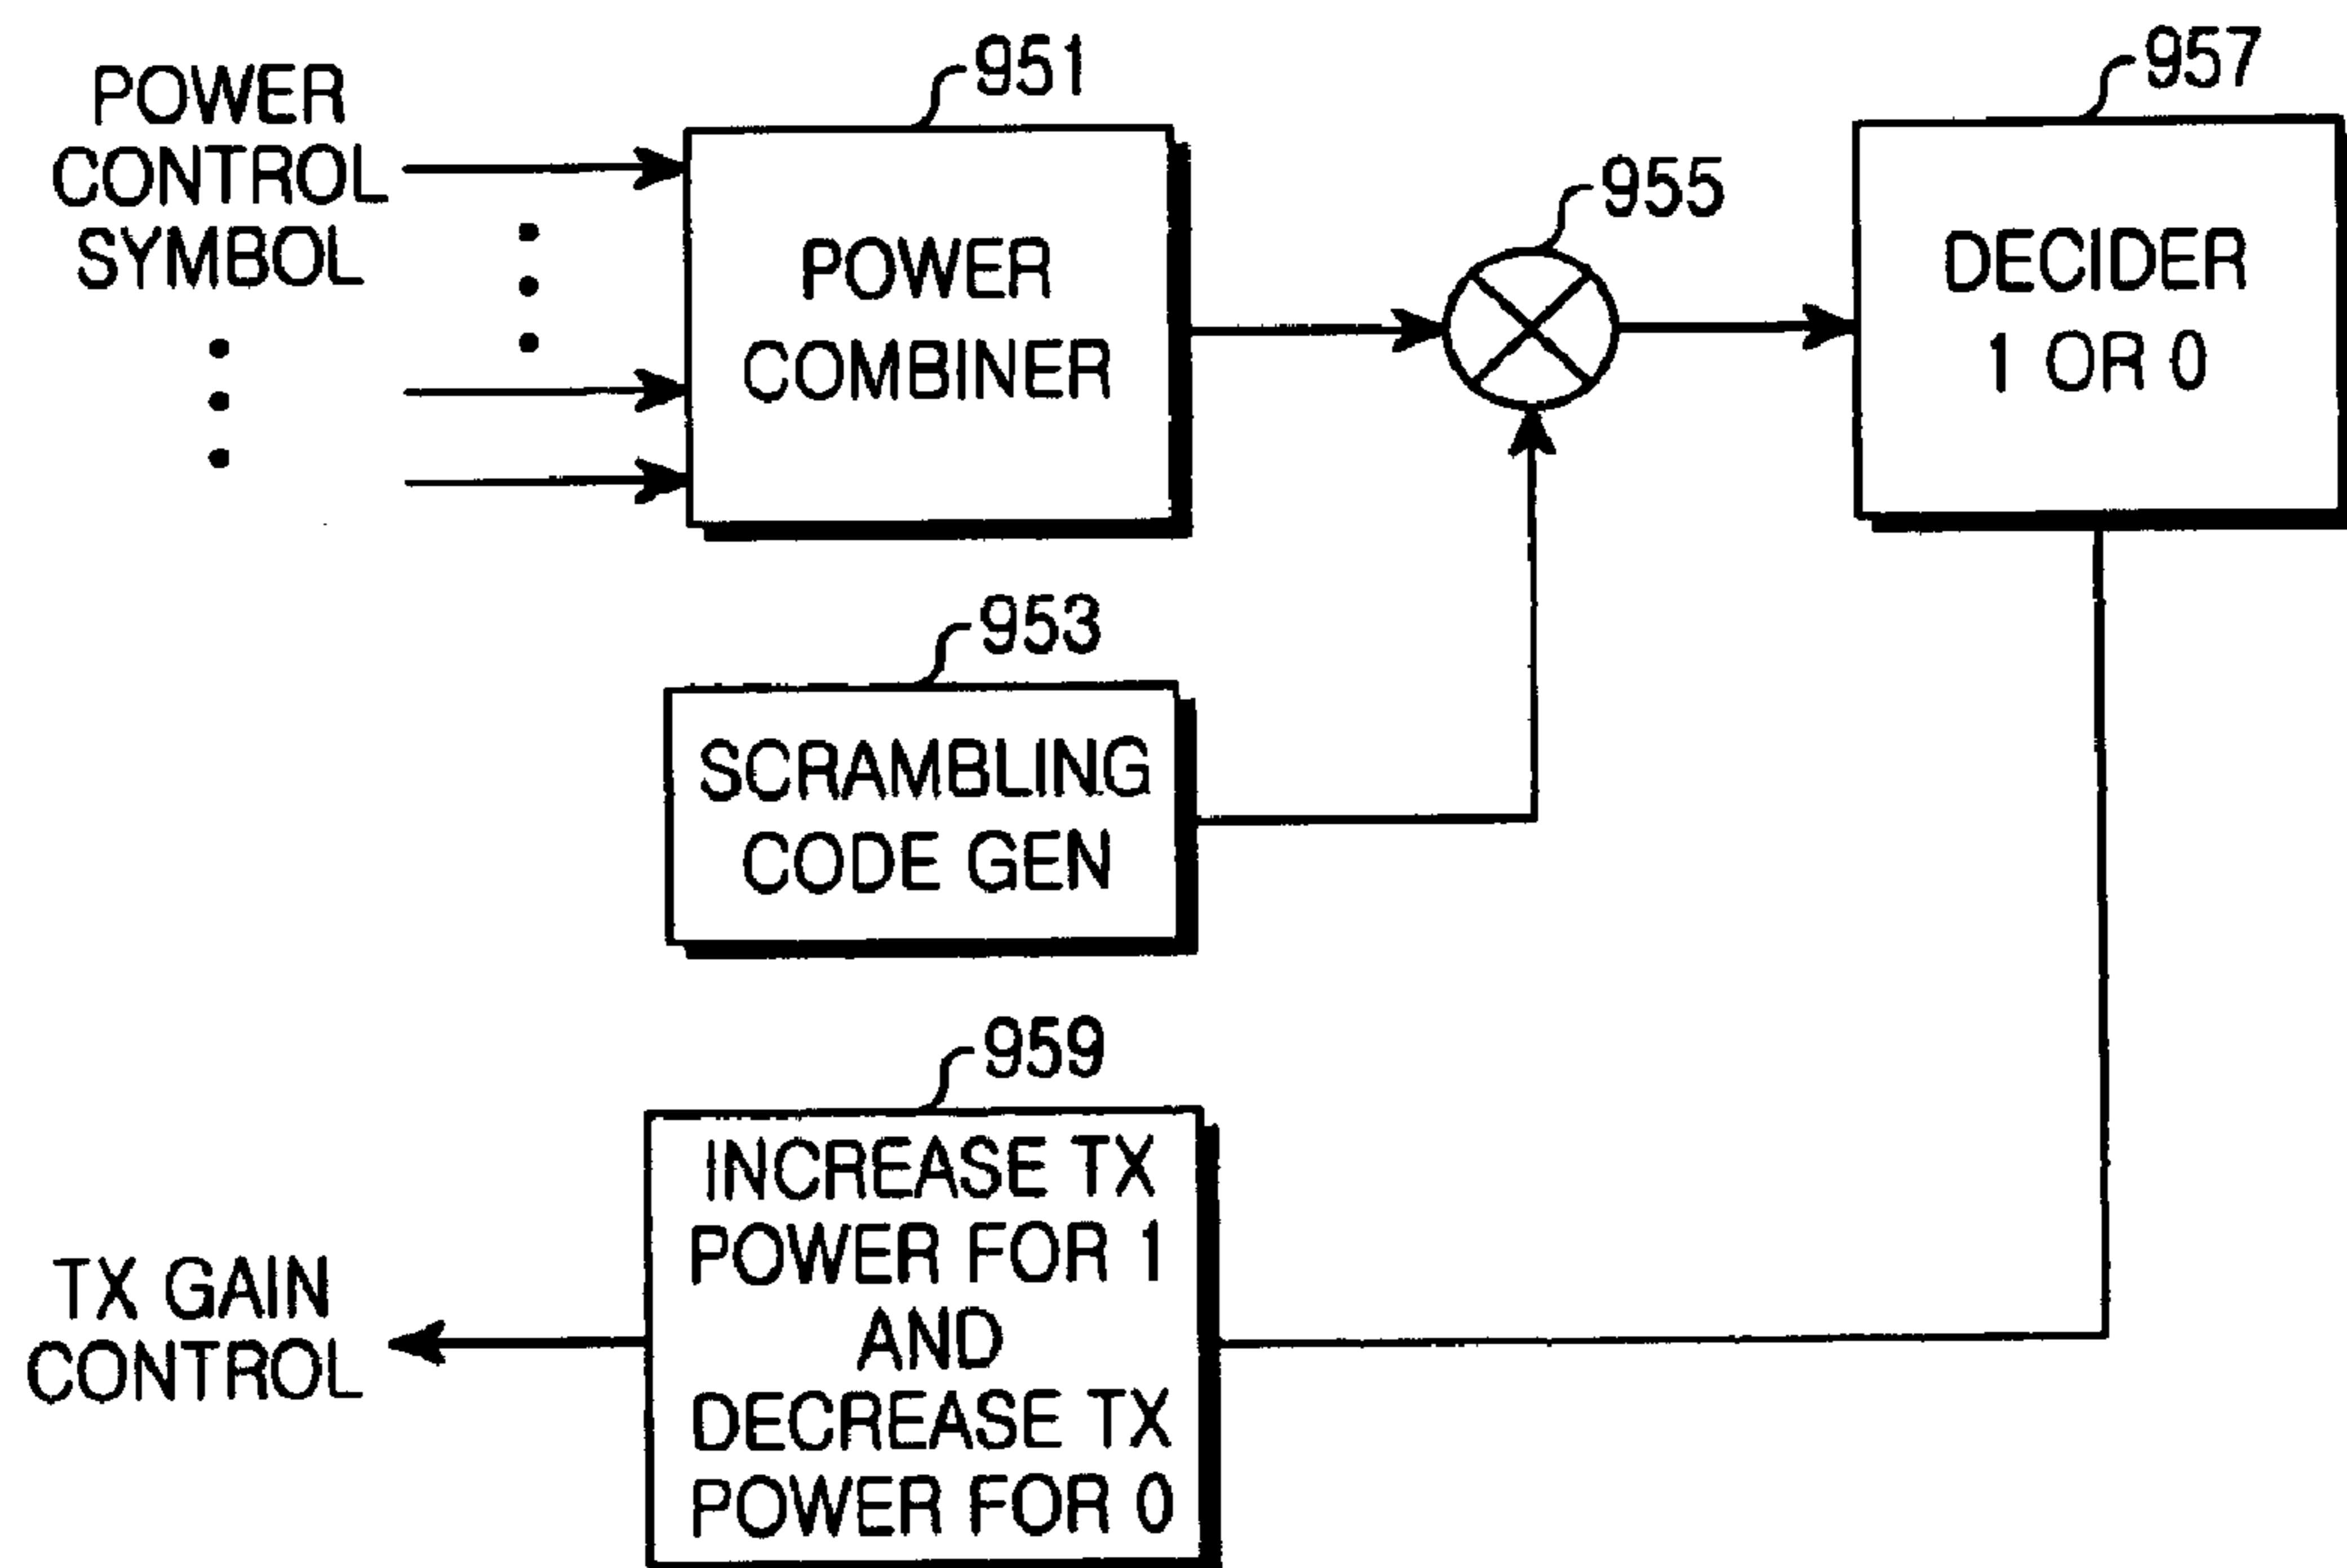 POWER
CONTROL
SYMBOL
951
POWER
COMBINER
955
957
DECIDER
1 OR 0
953
SCRAMBLING
CODE GEN
959
INCREASE TX
POWER FOR 1
AND
DECREASE TX
POWER FOR 0
TX GAIN
CONTROL